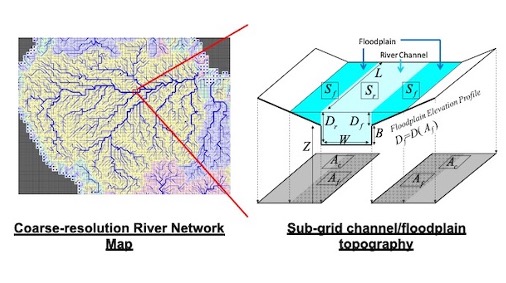 Floodplain
River Channel
L
S_f
S_r
S_f
D_r
D_f
W
B
Z
Floodplain Elevation Profile
D_f=D(A_f)
A_c
A_f
A_c
A_f
Coarse-resolution River Network
Map
Sub-grid channel/floodplain
topography